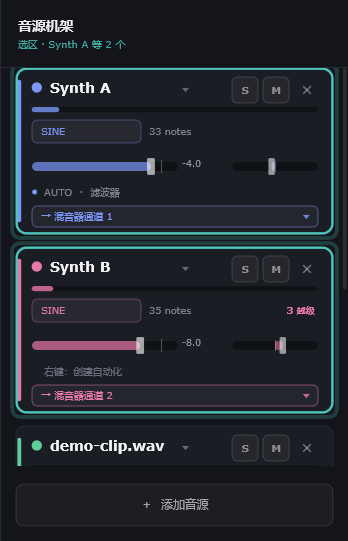 音源机架
选区 · Synth A 等 2 个
Synth A
S M ×
SINE 33 notes
-4.0
AUTO · 滤波器
→ 混音器通道 1
Synth B
S M ×
SINE 35 notes 3 越级
-8.0
右键：创建自动化
→ 混音器通道 2
demo-clip.wav
S M ×
+ 添加音源